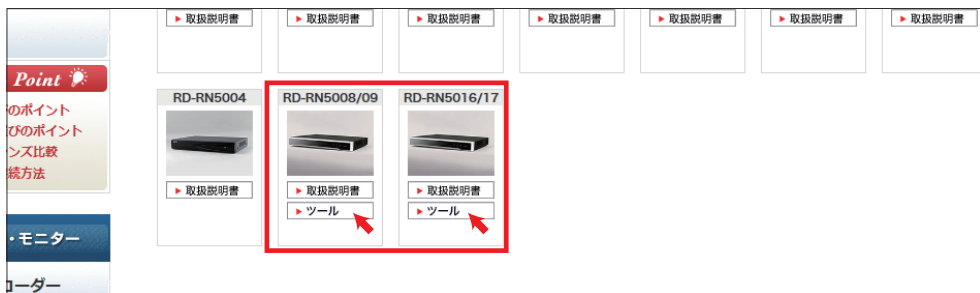 取扱説明書 取扱説明書 取扱説明書 取扱説明書 取扱説明書 取扱説明書 取扱説明書
Point
のポイント
びのポイント
ンズ比較
続方法
RD-RN5004 RD-RN5008/09 RD-RN5016/17
取扱説明書 取扱説明書 取扱説明書
ツール ツール
・モニター
コーダー